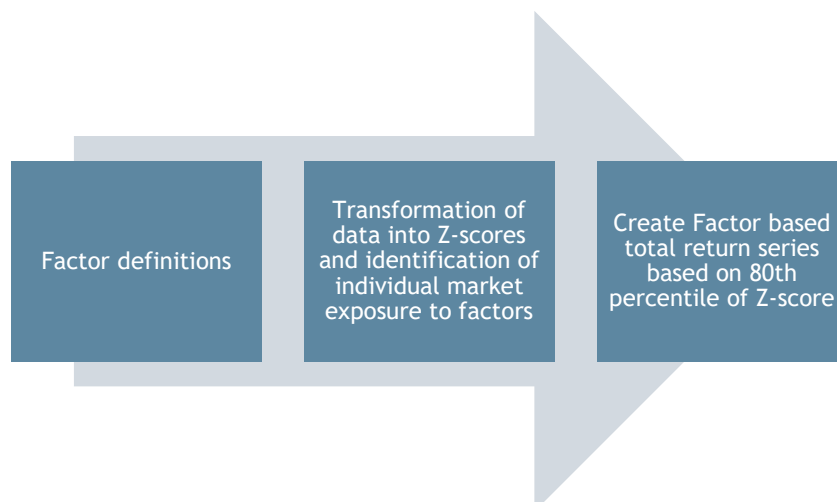 Factor definitions
Transformation of
data into Z-scores
and identification of
individual market
exposure to factors
Create Factor based
total return series
based on 80th
percentile of Z-score